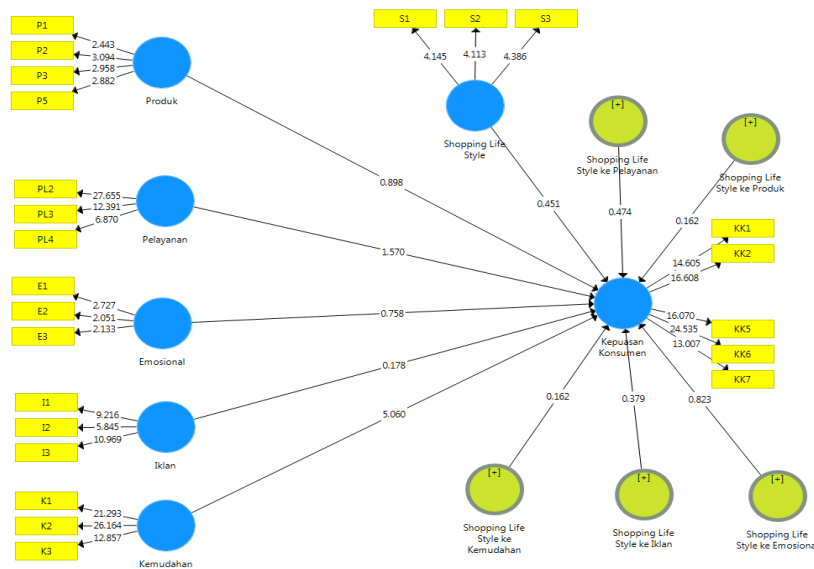 P1
P2
P3
P5
2.443
3.094
2.958
2.882
Produk
S1
S2
S3
4.145
4.113
4.386
Shopping Life
Style
[+]
Shopping Life
Style ke Pelayanan
[+]
Shopping Life
Style ke Produk
0.898
0.451
0.474
0.162
PL2
PL3
PL4
27.655
12.391
6.870
Pelayanan
1.570
KK1
KK2
14.605
16.608
E1
E2
E3
2.727
2.051
2.133
Emosional
0.758
Kepuasan
Konsumen
16.070
24.535
13.007
KK5
KK6
KK7
0.178
I1
I2
I3
9.216
5.845
10.969
Iklan
5.060
0.162
0.379
0.823
K1
K2
K3
21.293
26.164
12.857
Kemudahan
[+]
Shopping Life
Style ke
Kemudahan
[+]
Shopping Life
Style ke Iklan
[+]
Shopping Life
Style ke Emosiona